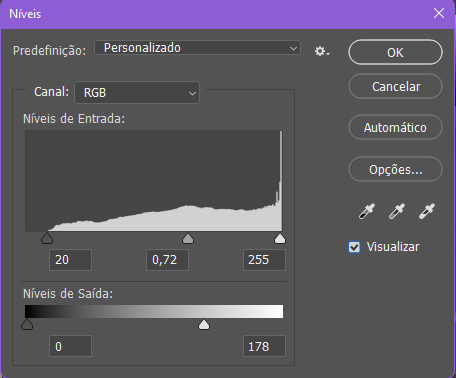 Níveis
Predefinição: Personalizado
OK
Cancelar
Automático
Opções...
Visualizar
Canal: RGB
Níveis de Entrada:
20 0,72 255
Níveis de Saída:
0 178